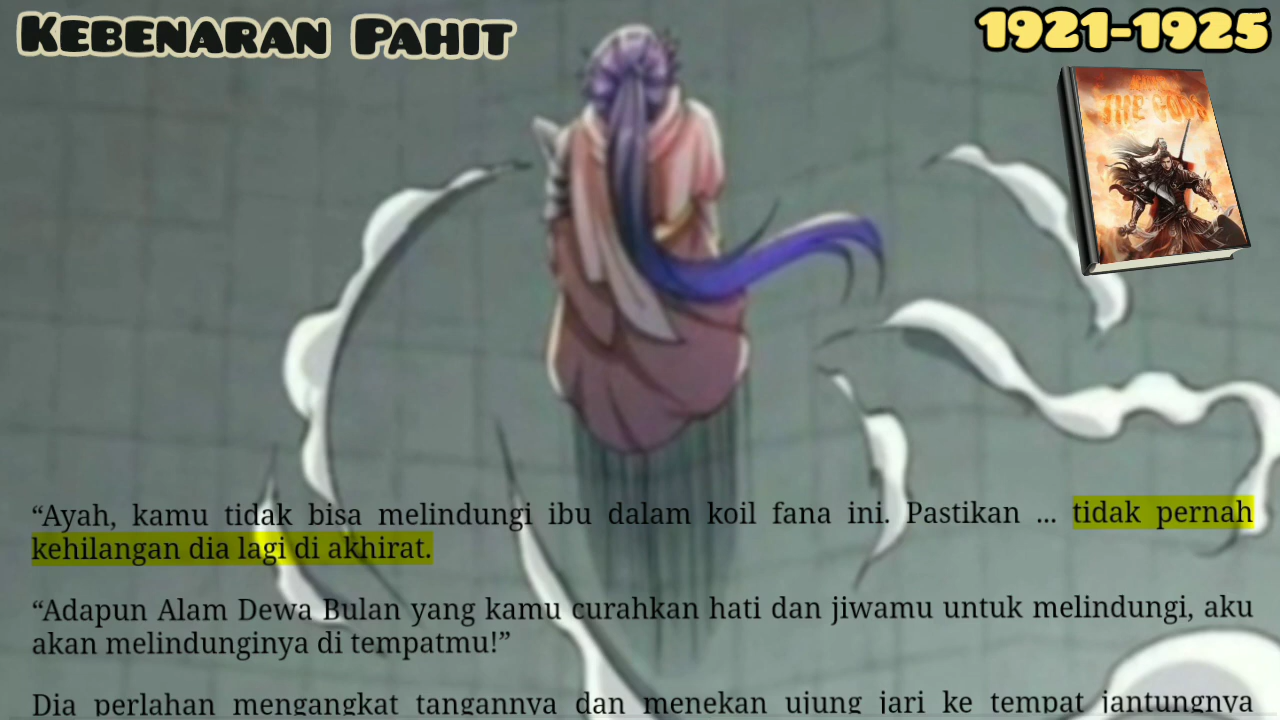 KEBENARAN PAHIT
1921-1925
THE GODS
“Ayah, kamu tidak bisa melindungi ibu dalam koil fana ini. Pastikan ... tidak pernah
kehilangan dia lagi di akhirat.
“Adapun Alam Dewa Bulan yang kamu curahkan hati dan jiwamu untuk melindungi, aku
akan melindunginya di tempatmu!”
Dia perlahan mengangkat tangannya dan menekan ujung jari ke tempat jantungnya